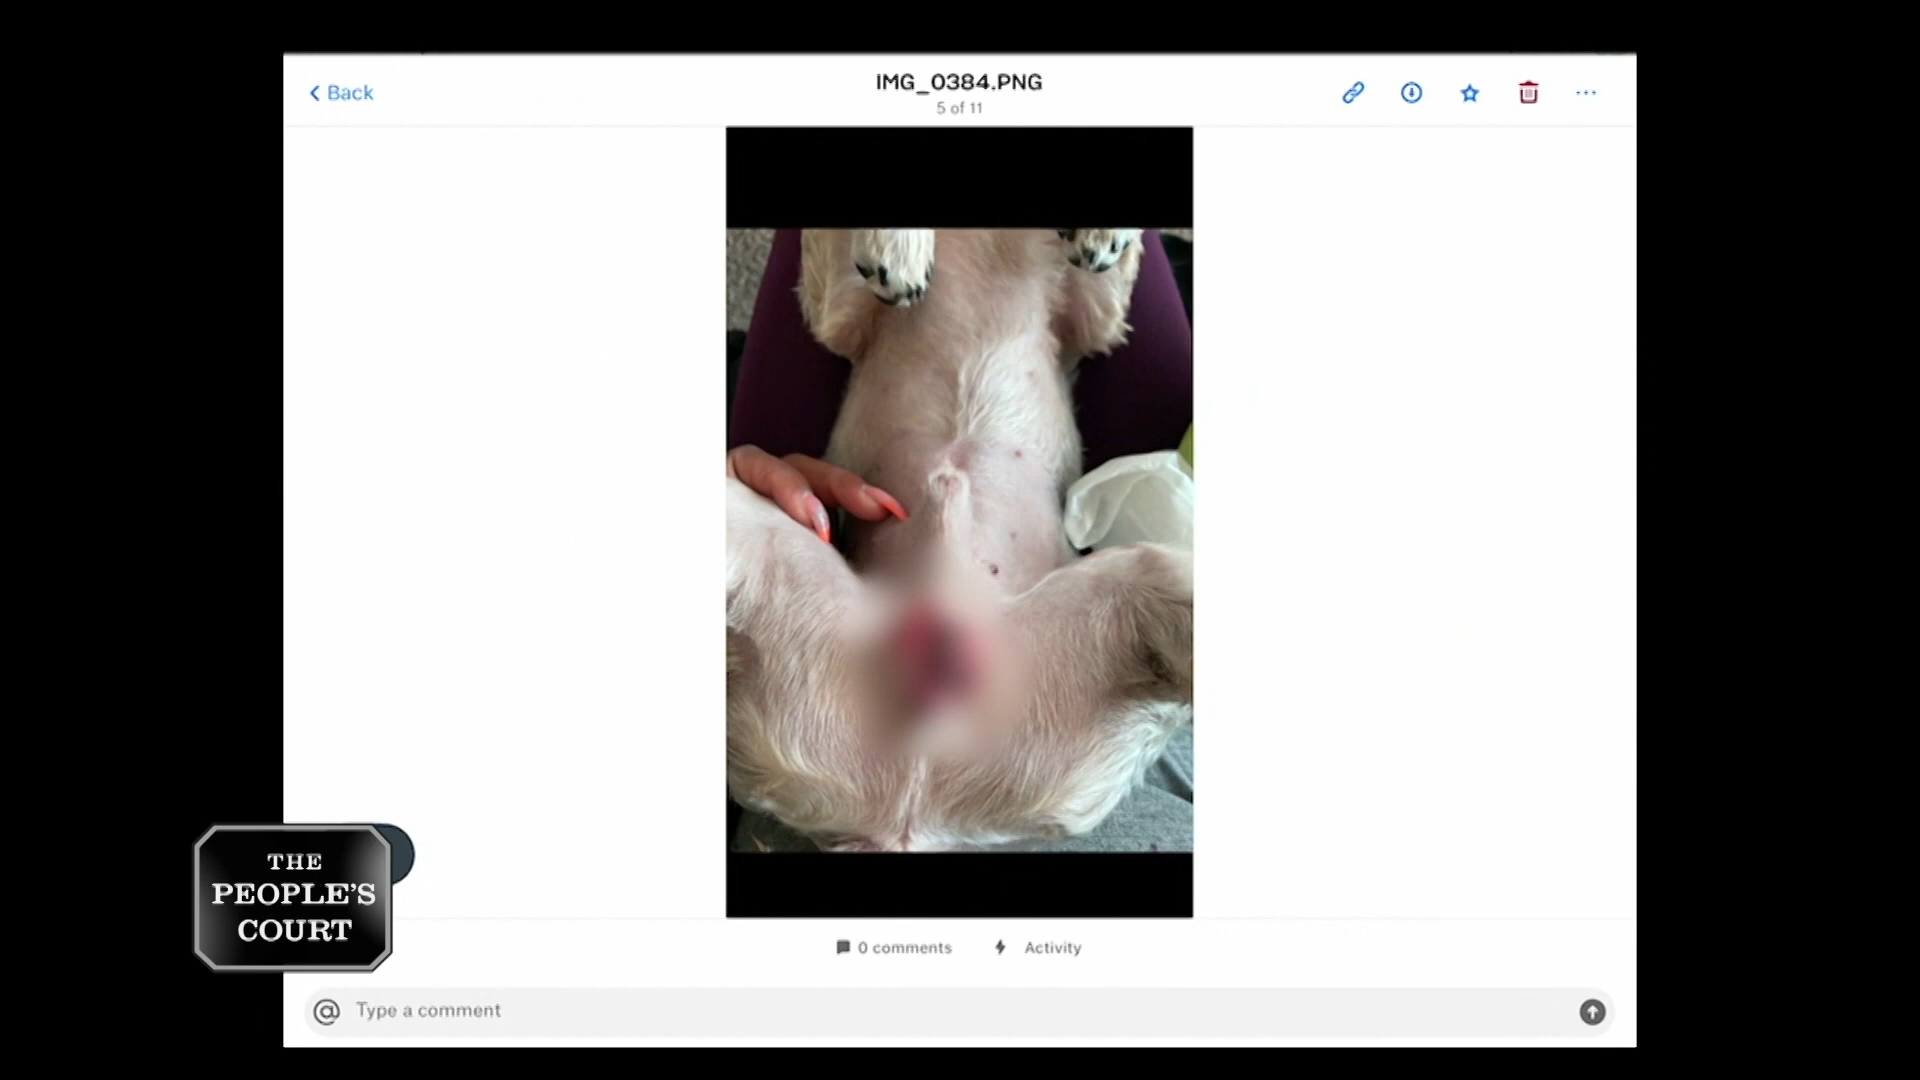 Back
IMG_0384.PNG
5 of 11
THE
PEOPLE'S
COURT
0 comments
Activity
@
Type a comment